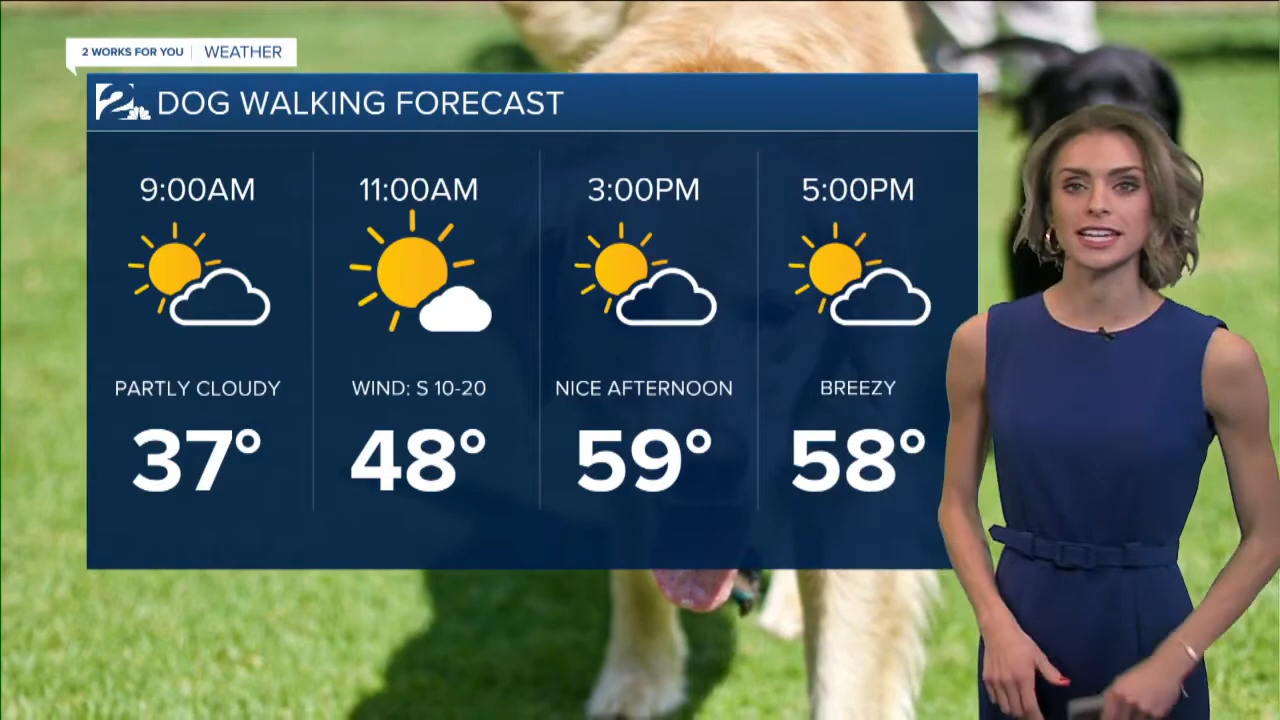 2 WORKS FOR YOU | WEATHER
2 DOG WALKING FORECAST
9:00AM 11:00AM 3:00PM 5:00PM
PARTLY CLOUDY WIND: S 10-20 NICE AFTERNOON BREEZY
37° 48° 59° 58°